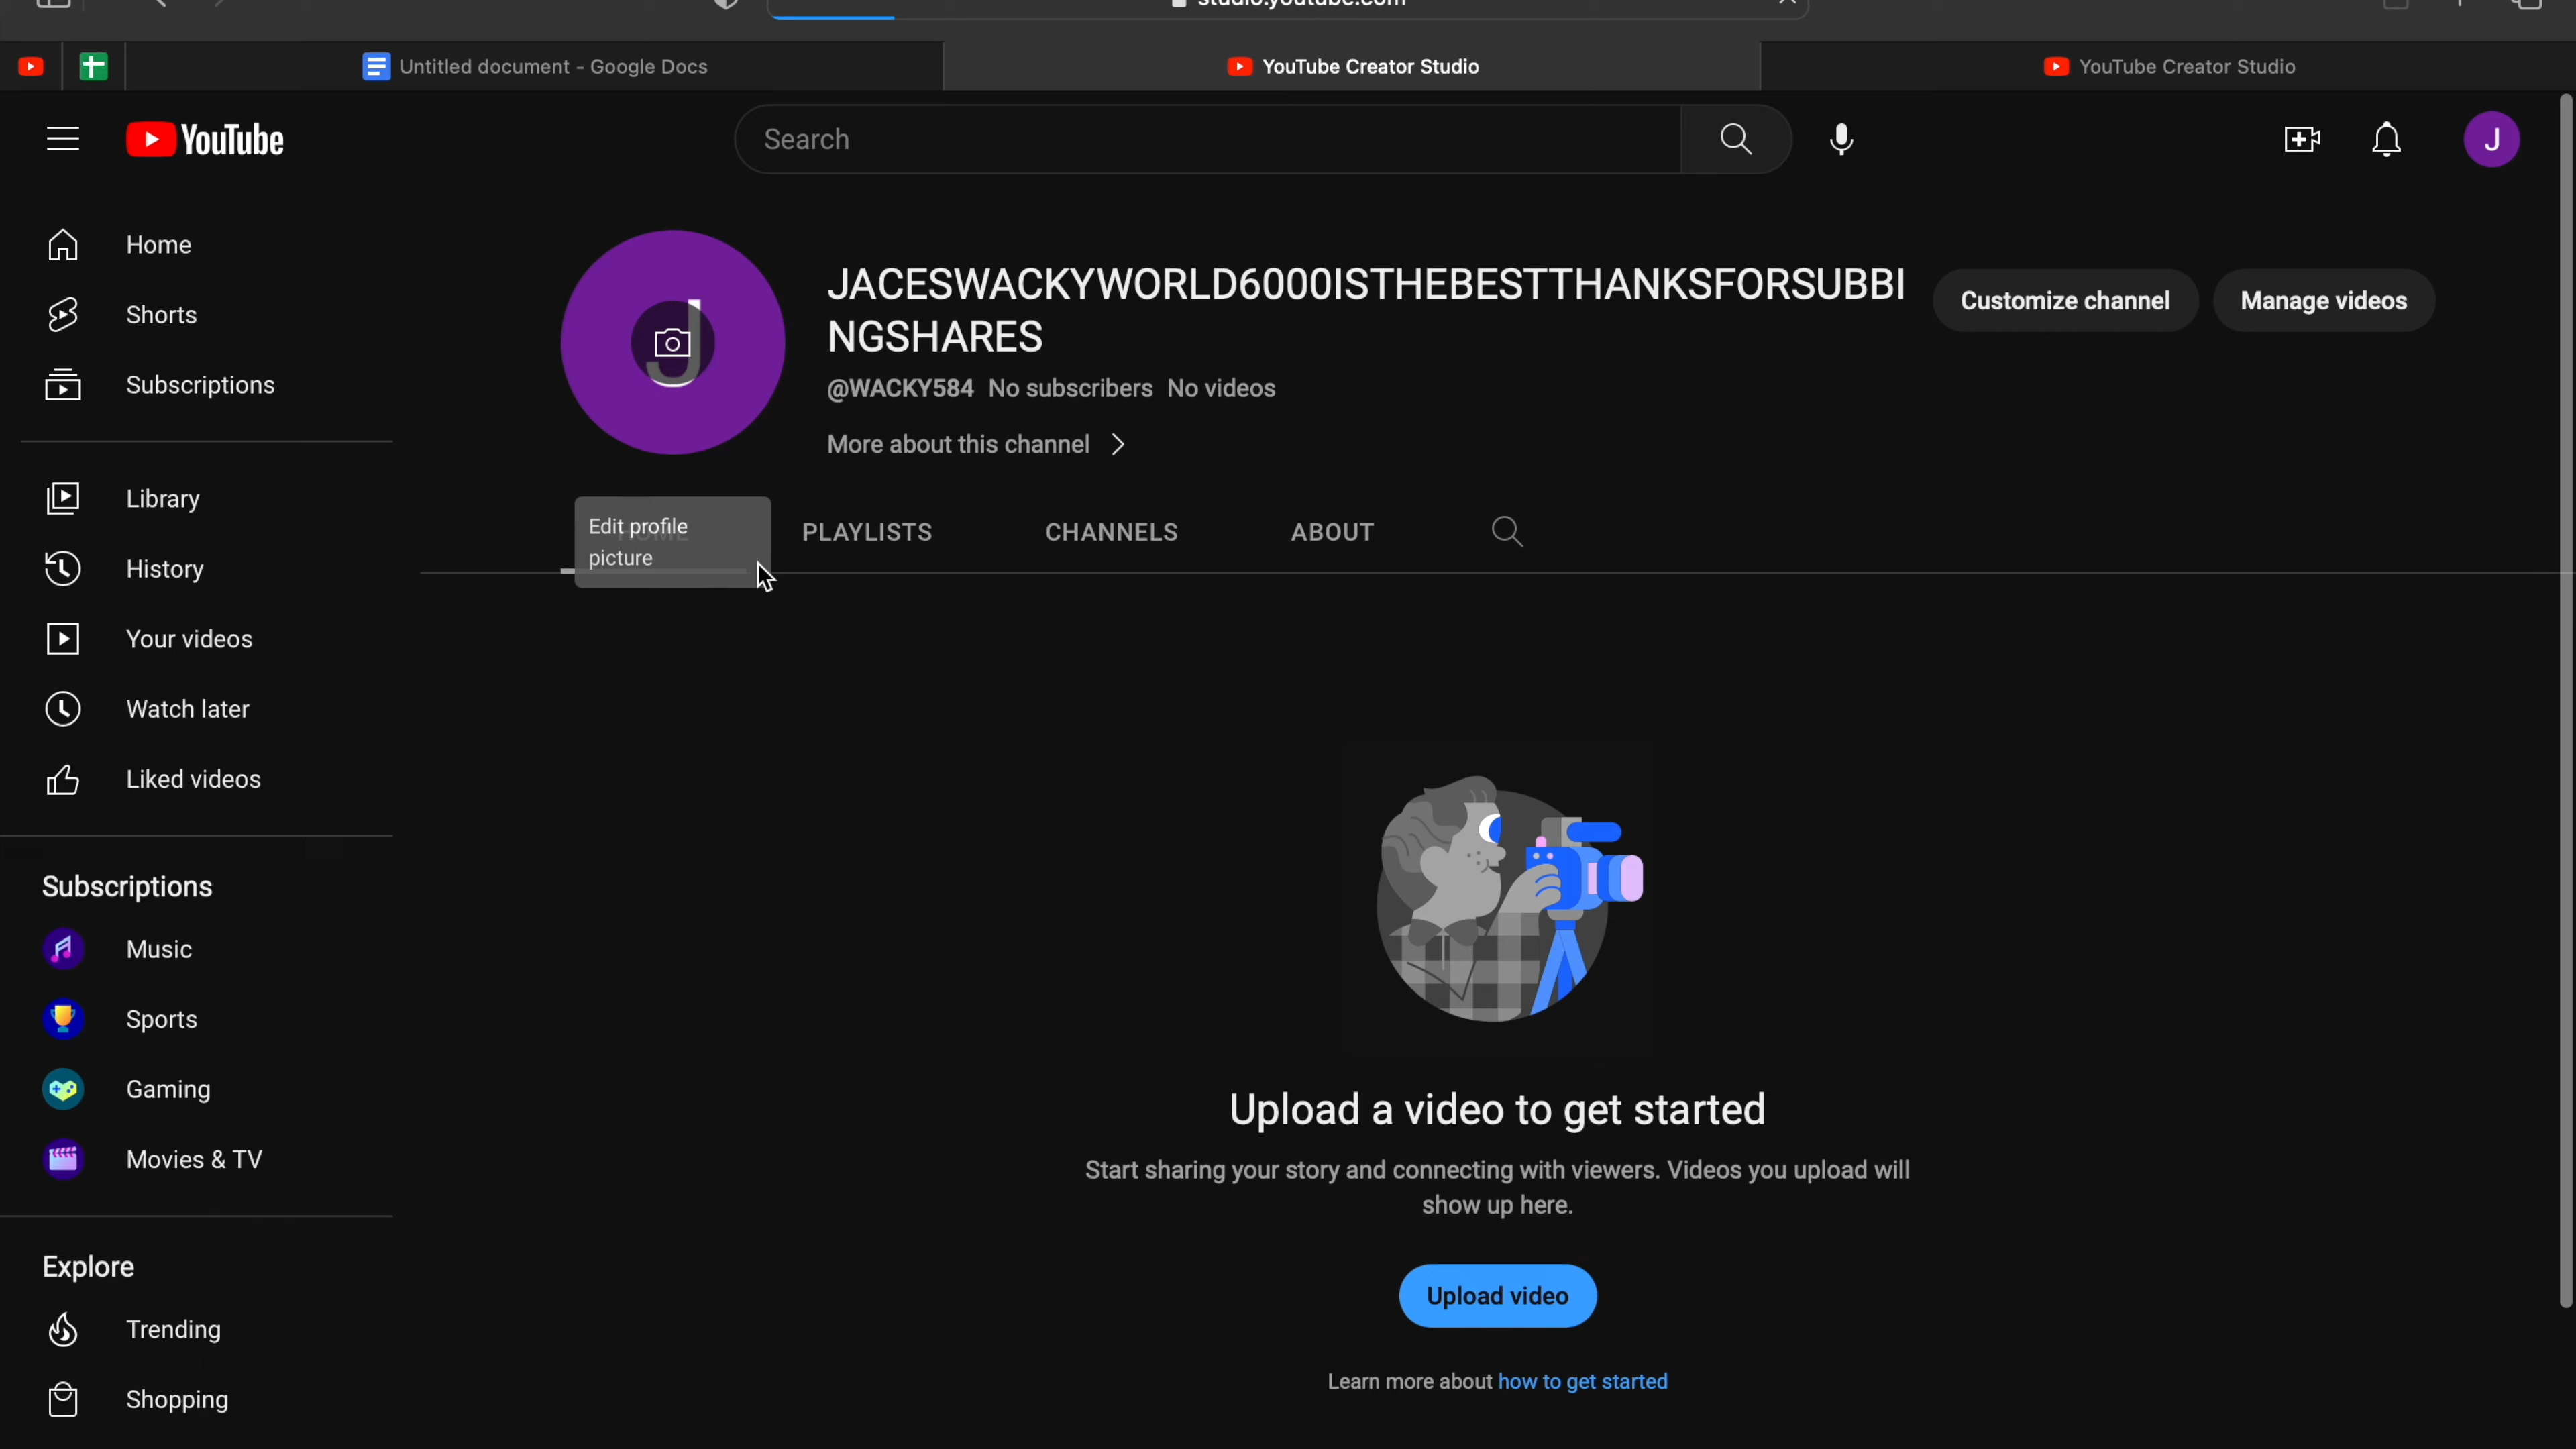 studio.youtube.com
Untitled document - Google Docs
YouTube Creator Studio
YouTube Creator Studio
YouTube
Search
J
Home
Shorts
Subscriptions
Library
History
Your videos
Watch later
Liked videos
Subscriptions
Music
Sports
Gaming
Movies & TV
Explore
Trending
Shopping
J
JACESWACKYWORLD6000ISTHEBESTTHANKSFORSUBBI
NGSHARES
@WACKY584 No subscribers No videos
More about this channel
Customize channel
Manage videos
Edit profile
picture
HOME
PLAYLISTS
CHANNELS
ABOUT
Upload a video to get started
Start sharing your story and connecting with viewers. Videos you upload will
show up here.
Upload video
Learn more about how to get started